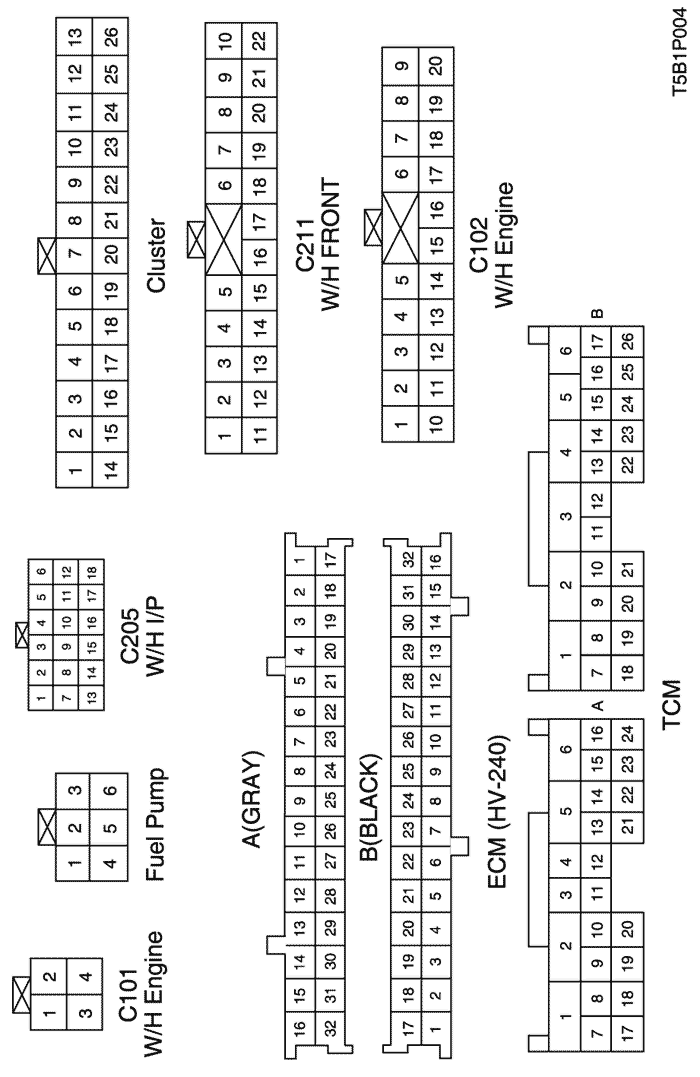 1 2
3 4
C101
W/H Engine
1 2 3
4 5 6
Fuel Pump
1 2 3 4 5 6
7 8 9 10 11 12
13 14 15 16 17 18
C205
W/H I/P
1 2 3 4 5 6 7 8 9 10 11 12 13
14 15 16 17 18 19 20 21 22 23 24 25 26
Cluster
1 2 3 4 5 6 7 8 9 10
11 12 13 14 15 16 17 18 19 20 21 22
C211
W/H FRONT
1 2 3 4 5 6 7 8 9
10 11 12 13 14 15 16 17 18 19 20
C102
W/H Engine
A(GRAY)
16 15 14 13 12 11 10 9 8 7 6 5 4 3 2 1
32 31 30 29 28 27 26 25 24 23 22 21 20 19 18 17
B(BLACK)
17 18 19 20 21 22 23 24 25 26 27 28 29 30 31 32
1 2 3 4 5 6 7 8 9 10 11 12 13 14 15 16
ECM (HV-240)
1 2 3 4 5 6
7 8 9 10 11 12 13 14 15 16 A
17 18 19 20 21 22 23 24
1 2 3 4 5 6
7 8 9 10 11 12 13 14 15 16 17 B
18 19 20 21 22 23 24 25 26
TCM
T5B1P004